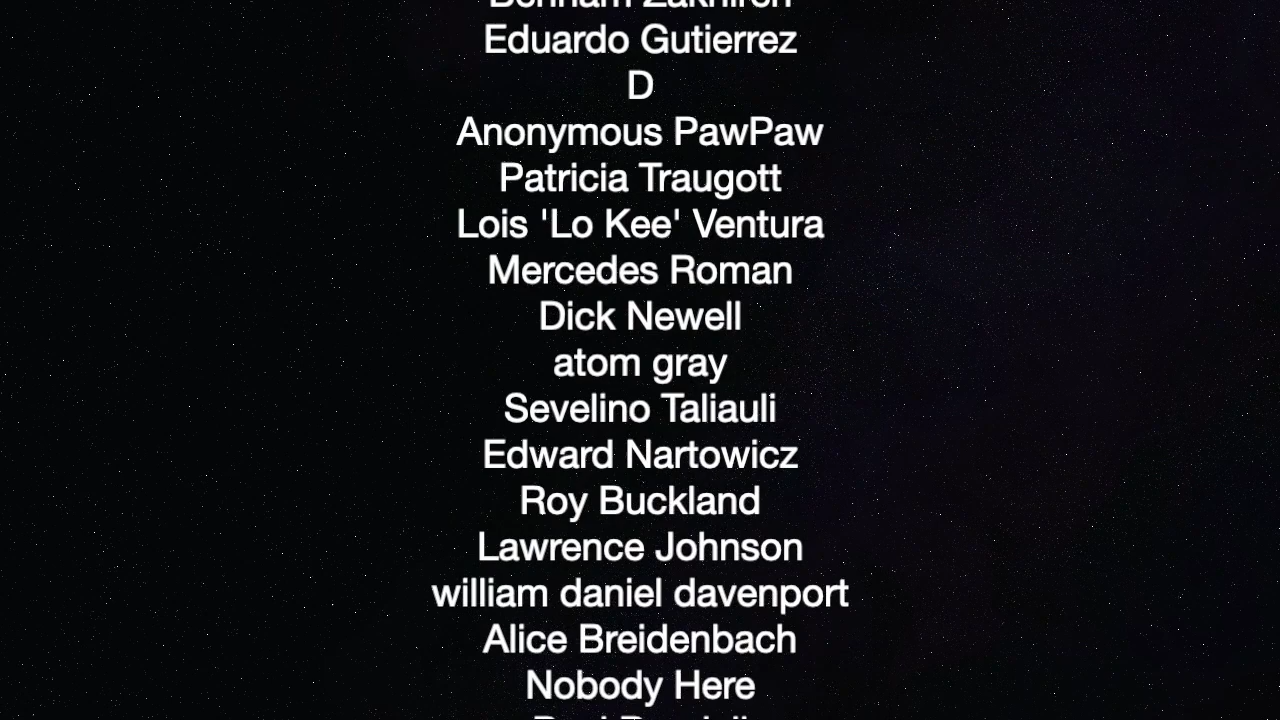 Eduardo Gutierrez
D
Anonymous PawPaw
Patricia Traugott
Lois 'Lo Kee' Ventura
Mercedes Roman
Dick Newell
atom gray
Sevelino Taliauli
Edward Nartowicz
Roy Buckland
Lawrence Johnson
william daniel davenport
Alice Breidenbach
Nobody Here